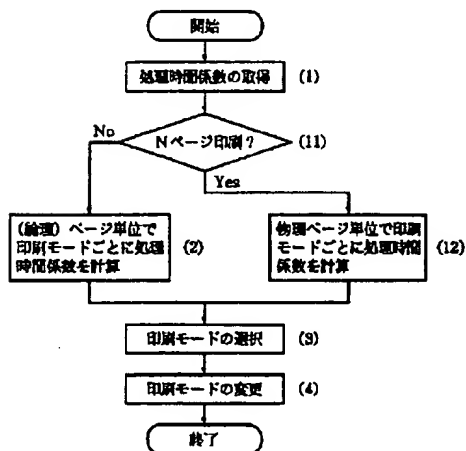 開始
処理時間係数の取得 (1)
Nページ印刷? (11)
No
Yes
(論理) ページ単位で
印刷モードごとに処理
時間係数を計算
(2)
物理ページ単位で印刷
モードごとに処理時間
係数を計算
(12)
印刷モードの選択 (3)
印刷モードの変更 (4)
終了